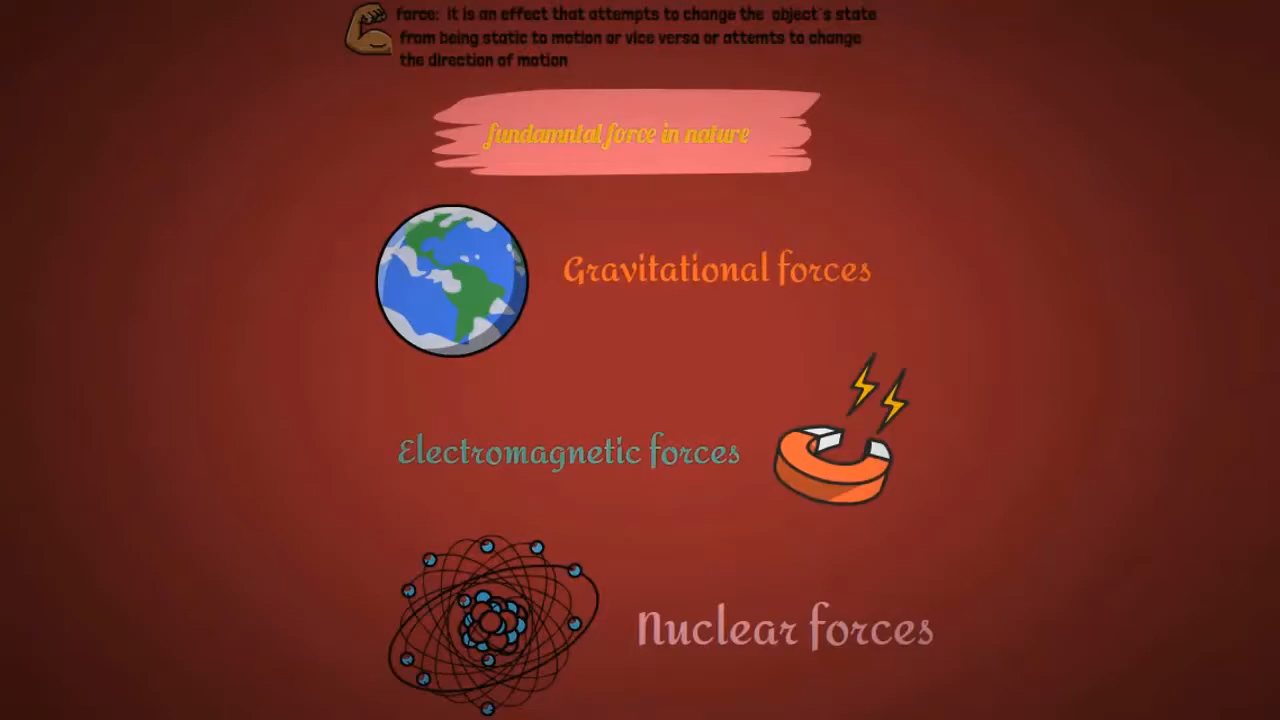 force: it is an effect that attempts to change the object's state
from being static to motion or vice versa or attemts to change
the direction of motion
fundamntal force in nature
Gravitational forces
Electromagnetic forces
Nuclear forces